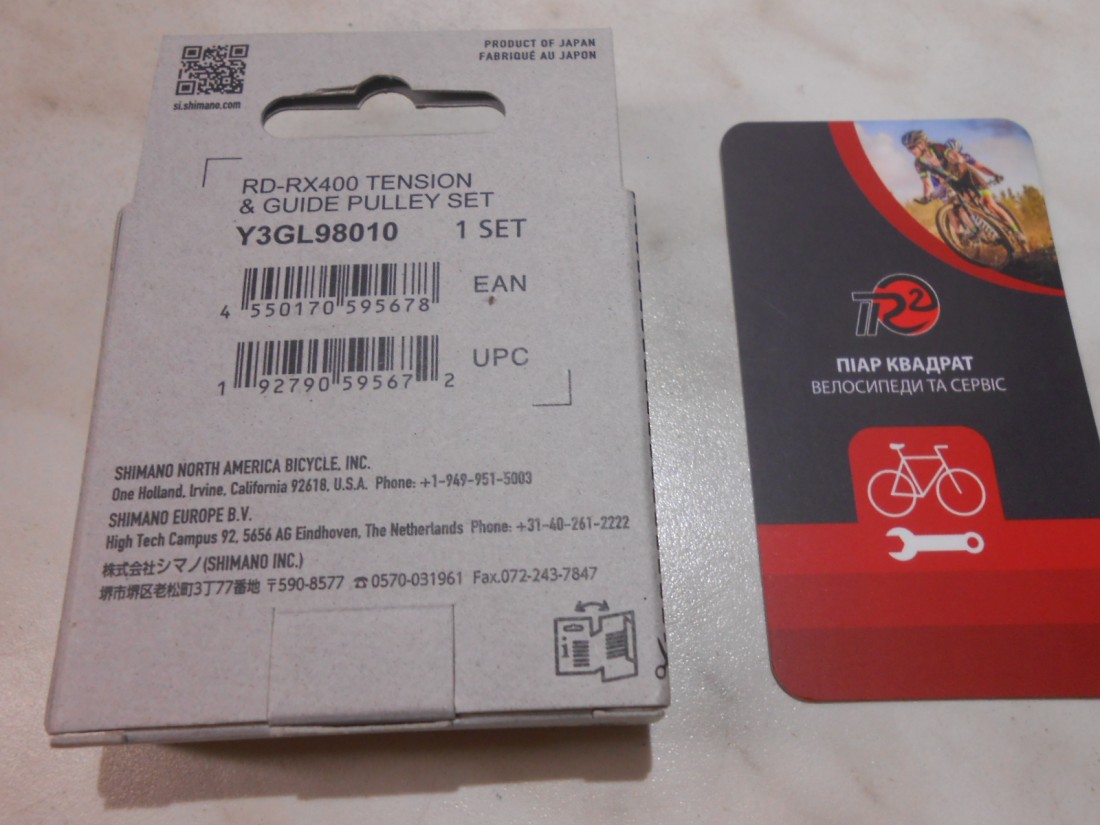 PRODUCT OF JAPAN
FABRIQUÉ AU JAPON
si.shimano.com
RD-RX400 TENSION
& GUIDE PULLEY SET
Y3GL98010 1 SET
EAN
4 550170 595678
UPC
1 92790 59567 2
SHIMANO NORTH AMERICA BICYCLE, INC.
One Holland, Irvine, California 92618, U.S.A. Phone: +1-949-951-5003
SHIMANO EUROPE B.V.
High Tech Campus 92, 5656 AG Eindhoven, The Netherlands Phone: +31-40-261-2222
株式会社シマノ(SHIMANO INC.)
堺市堺区老松町3丁77番地 〒590-8577 ☎0570-031961 Fax.072-243-7847
ПR2
ПІАР КВАДРАТ
ВЕЛОСИПЕДИ ТА СЕРВІС